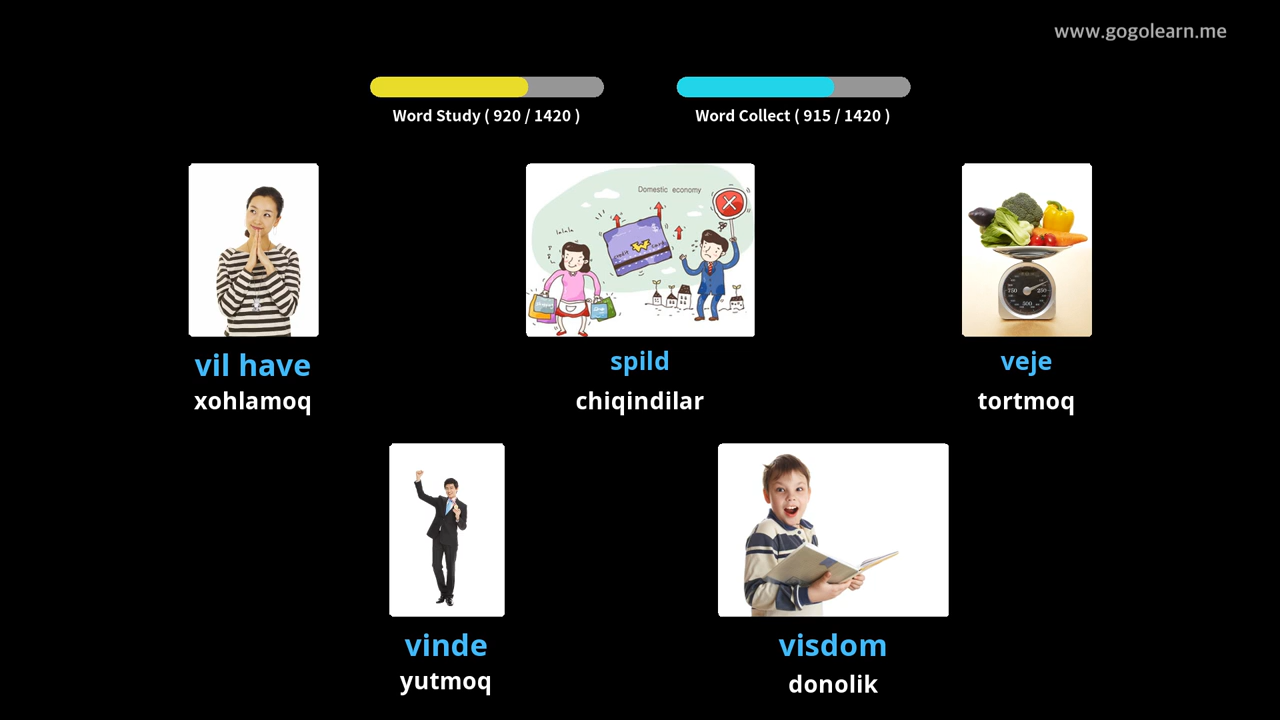 www.gogolearn.me
Word Study ( 920 / 1420 )
Word Collect ( 915 / 1420 )
Domestic economy
lalala
vil have
xohlamoq
spild
chiqindilar
veje
tortmoq
vinde
yutmoq
visdom
donolik